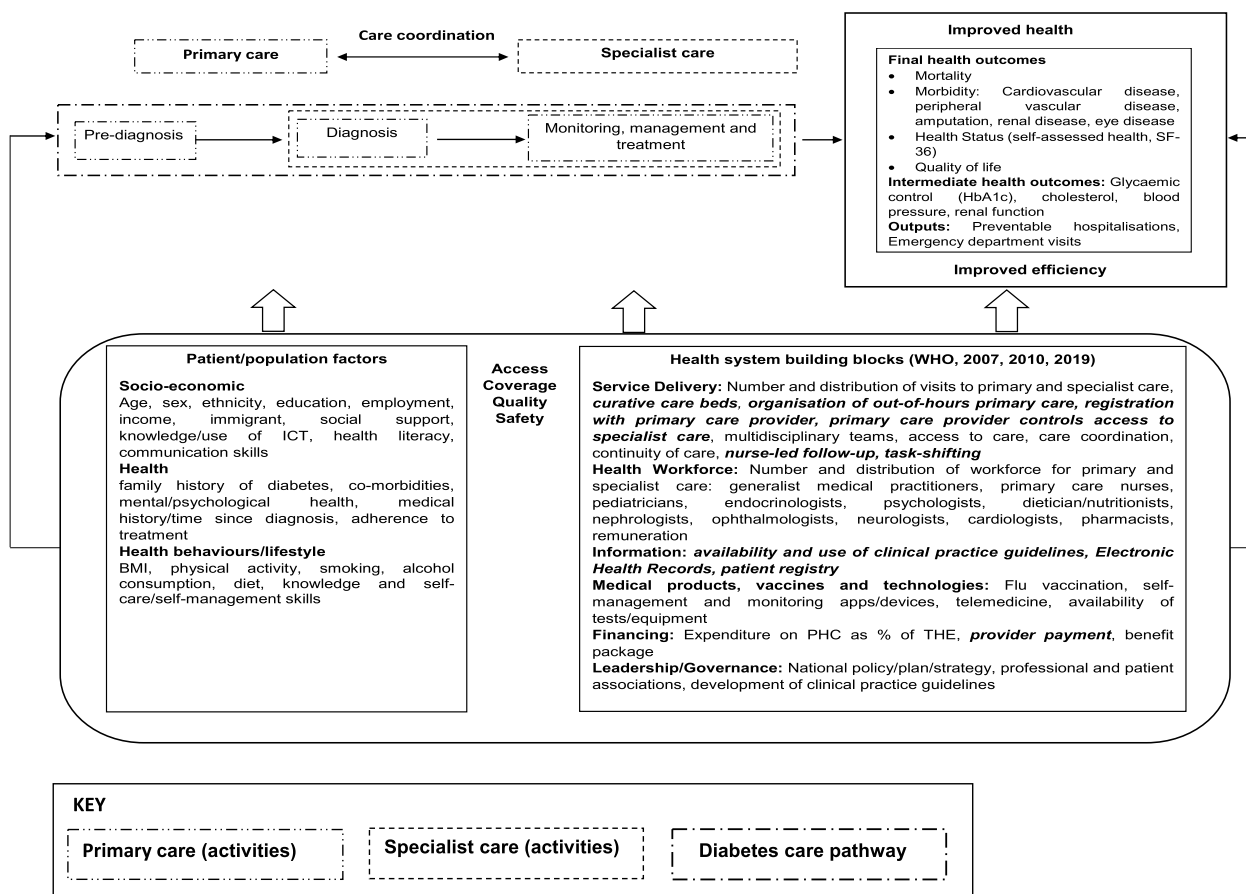 Care coordination
Primary care
Specialist care
Pre-diagnosis
Diagnosis
Monitoring, management and
treatment
Improved health
Final health outcomes
• Mortality
• Morbidity: Cardiovascular disease,
peripheral vascular disease,
amputation, renal disease, eye disease
• Health Status (self-assessed health, SF-
36)
• Quality of life
Intermediate health outcomes: Glycaemic
control (HbA1c), cholesterol, blood
pressure, renal function
Outputs: Preventable hospitalisations,
Emergency department visits
Improved efficiency
Patient/population factors
Socio-economic
Age, sex, ethnicity, education, employment,
income, immigrant, social support,
knowledge/use of ICT, health literacy,
communication skills
Health
family history of diabetes, co-morbidities,
mental/psychological health, medical
history/time since diagnosis, adherence to
treatment
Health behaviours/lifestyle
BMI, physical activity, smoking, alcohol
consumption, diet, knowledge and self-
care/self-management skills
Access
Coverage
Quality
Safety
Health system building blocks (WHO, 2007, 2010, 2019)
Service Delivery: Number and distribution of visits to primary and specialist care,
curative care beds, organisation of out-of-hours primary care, registration
with primary care provider, primary care provider controls access to
specialist care, multidisciplinary teams, access to care, care coordination,
continuity of care, nurse-led follow-up, task-shifting
Health Workforce: Number and distribution of workforce for primary and
specialist care: generalist medical practitioners, primary care nurses,
pediatricians, endocrinologists, psychologists, dietician/nutritionists,
nephrologists, ophthalmologists, neurologists, cardiologists, pharmacists,
remuneration
Information: availability and use of clinical practice guidelines, Electronic
Health Records, patient registry
Medical products, vaccines and technologies: Flu vaccination, self-
management and monitoring apps/devices, telemedicine, availability of
tests/equipment
Financing: Expenditure on PHC as % of THE, provider payment, benefit
package
Leadership/Governance: National policy/plan/strategy, professional and patient
associations, development of clinical practice guidelines
KEY
Primary care (activities)
Specialist care (activities)
Diabetes care pathway